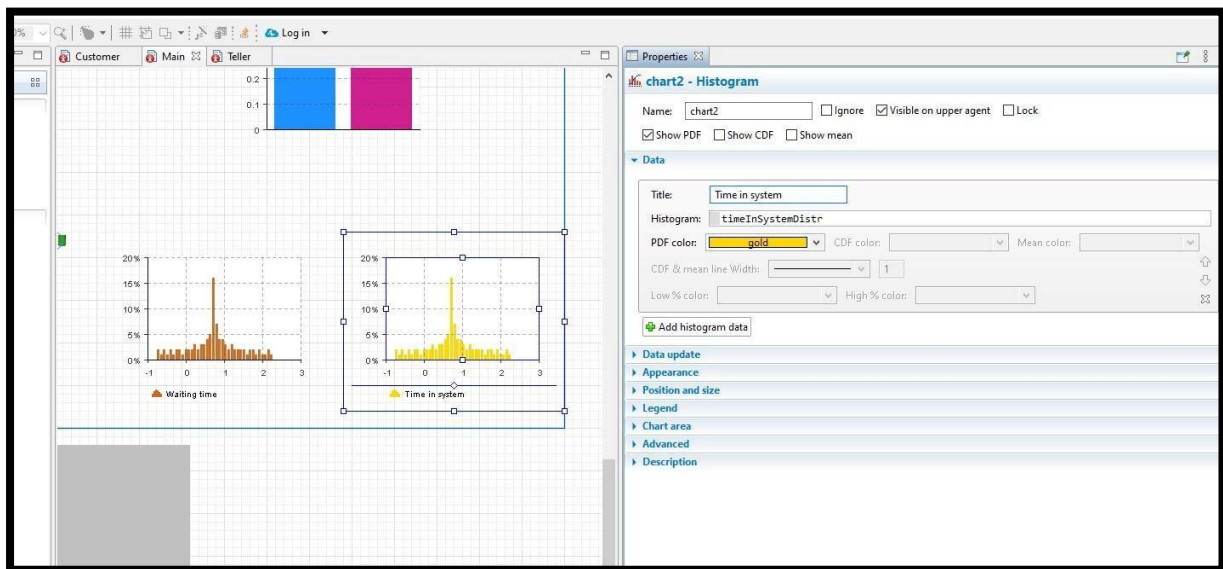 0% Log in
Customer Main Teller
0.2
0.1
0
20%
15%
10%
5%
0%
-1 0 1 2 3
Waiting time
20%
15%
10%
5%
0%
-1 0 1 2 3
Time in system
Properties
chart2 - Histogram
Name: chart2 Ignore Visible on upper agent Lock
Show PDF Show CDF Show mean
Data
Title: Time in system
Histogram: timeInSystemDistr
PDF color: gold CDF color: Mean color:
CDF & mean line Width: 1
Low % color: High % color:
Add histogram data
Data update
Appearance
Position and size
Legend
Chart area
Advanced
Description